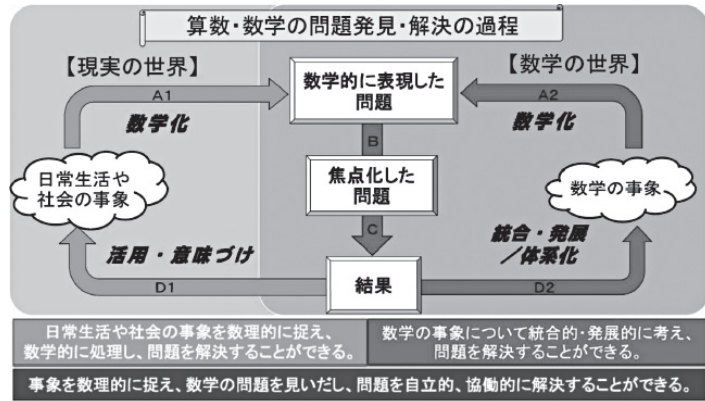 算数・数学の問題発見・解決の過程
【現実の世界】
【数学の世界】
数学的に表現した
問題
A1
A2
数学化
数学化
B
日常生活や
社会の事象
焦点化した
問題
数学の事象
C
活用・意味づけ
統合・発展
／体系化
D1
結果
D2
日常生活や社会の事象を数理的に捉え、
数学的に処理し、問題を解決することができる。
数学の事象について統合的・発展的に考え、
問題を解決することができる。
事象を数理的に捉え、数学の問題を見いだし、問題を自立的、協働的に解決することができる。